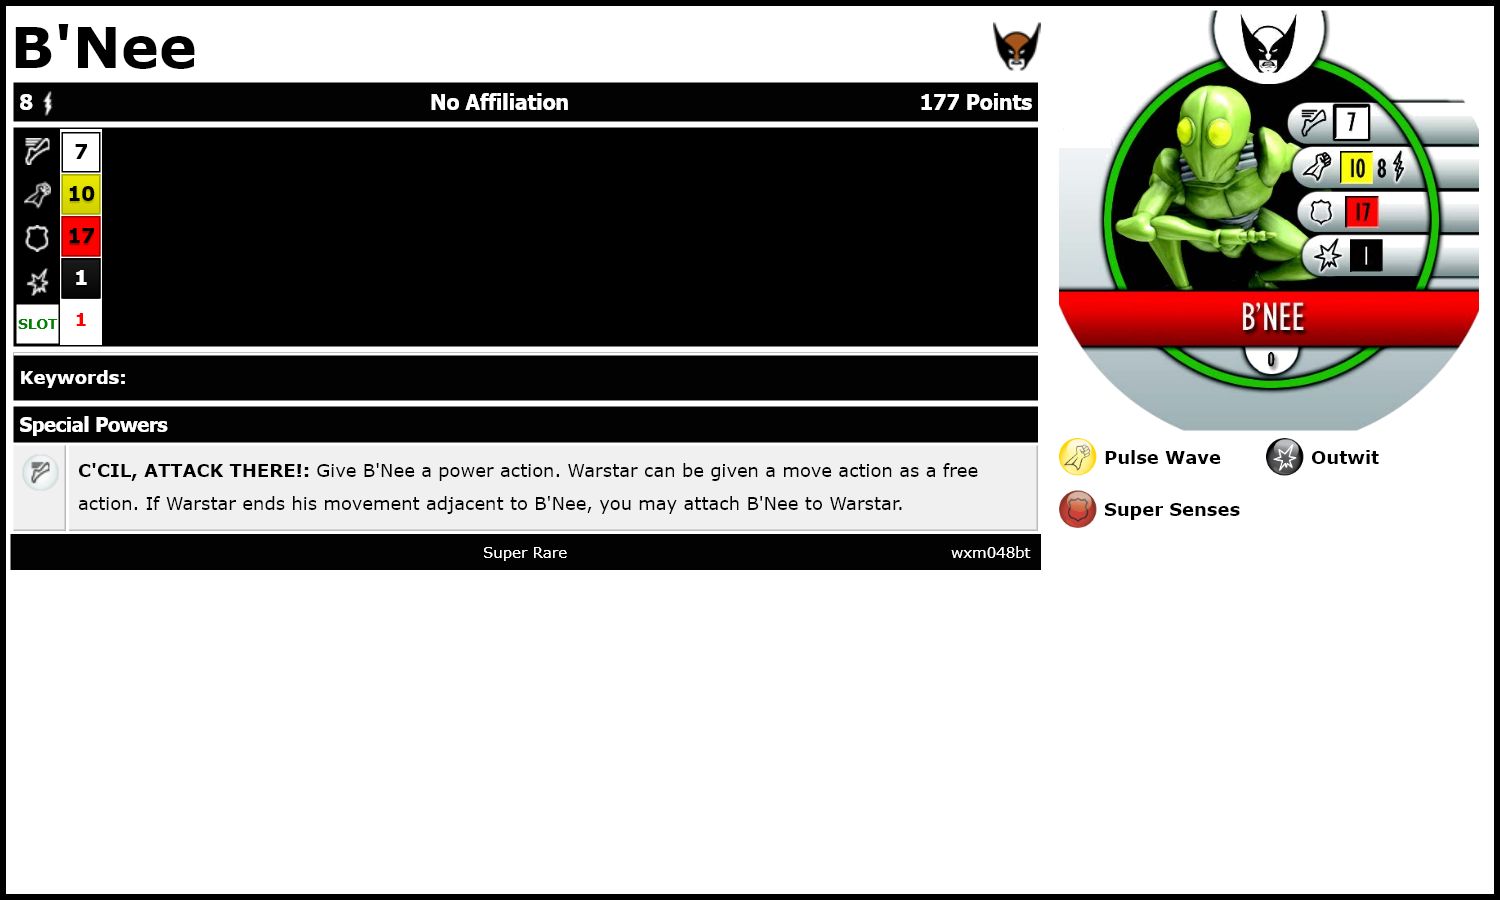 B'Nee
8 No Affiliation 177 Points
7
10
17
1
SLOT 1
Keywords:
Special Powers
C'CIL, ATTACK THERE!: Give B'Nee a power action. Warstar can be given a move action as a free
action. If Warstar ends his movement adjacent to B'Nee, you may attach B'Nee to Warstar.
Super Rare wxm048bt
7
10 8
17
1
B'NEE
0
Pulse Wave Outwit
Super Senses